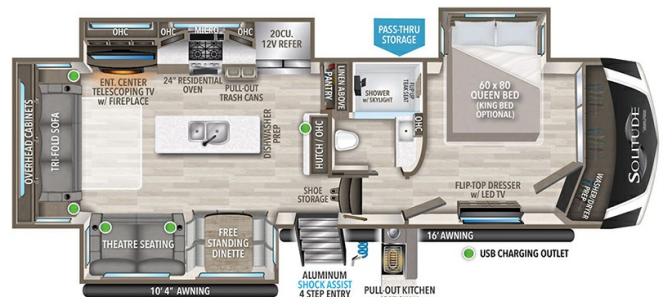 OHC
MICRO
OHC
20CU.
12V REFER
PASS-THRU
STORAGE
ENT. CENTER
TELESCOPING TV
w/ FIREPLACE
24" RESIDENTIAL
OVEN
PULL-OUT
TRASH CANS
LINEN ABOVE
PANTRY
SHOWER
w/ SKYLIGHT
FLIP-UP
TEAK SEAT
60 x 80
QUEEN BED
(KING BED
OPTIONAL)
OVERHEAD CABINETS
TRI-FOLD SOFA
DISHWASHER
PREP
HUTCH / OHC
OHC
SOLITUDE
SHOE
STORAGE
FLIP-TOP DRESSER
w/ LED TV
WASHER/DRYER
PREP
THEATRE SEATING
FREE
STANDING
DINETTE
16' AWNING
USB CHARGING OUTLET
ALUMINUM
SHOCK ASSIST
4 STEP ENTRY
PULL-OUT KITCHEN
10' 4" AWNING